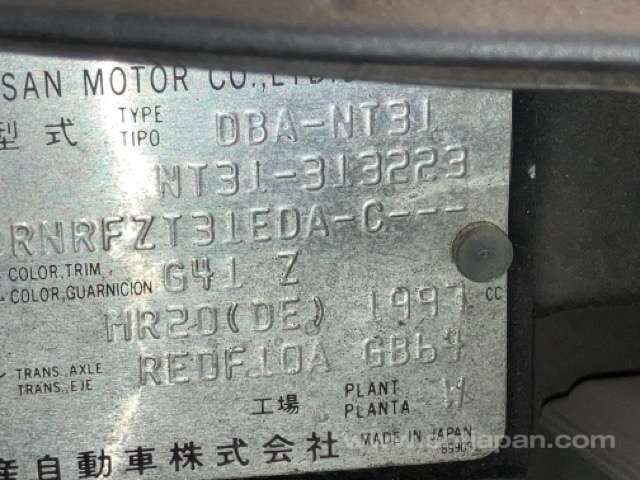 SAN MOTOR CO.,LTD.
型式 TYPE TIPO DBA-NT31
NT31-313223
RNRFZT31EDA-C---
COLOR,TRIM
COLOR,GUARNICION G41 Z
MR20(DE) 1997 CC
TRANS.,AXLE
TRANS.,EJE RE0F10A GB64
工場 PLANT PLANTA W
産自動車株式会社 MADE IN JAPAN